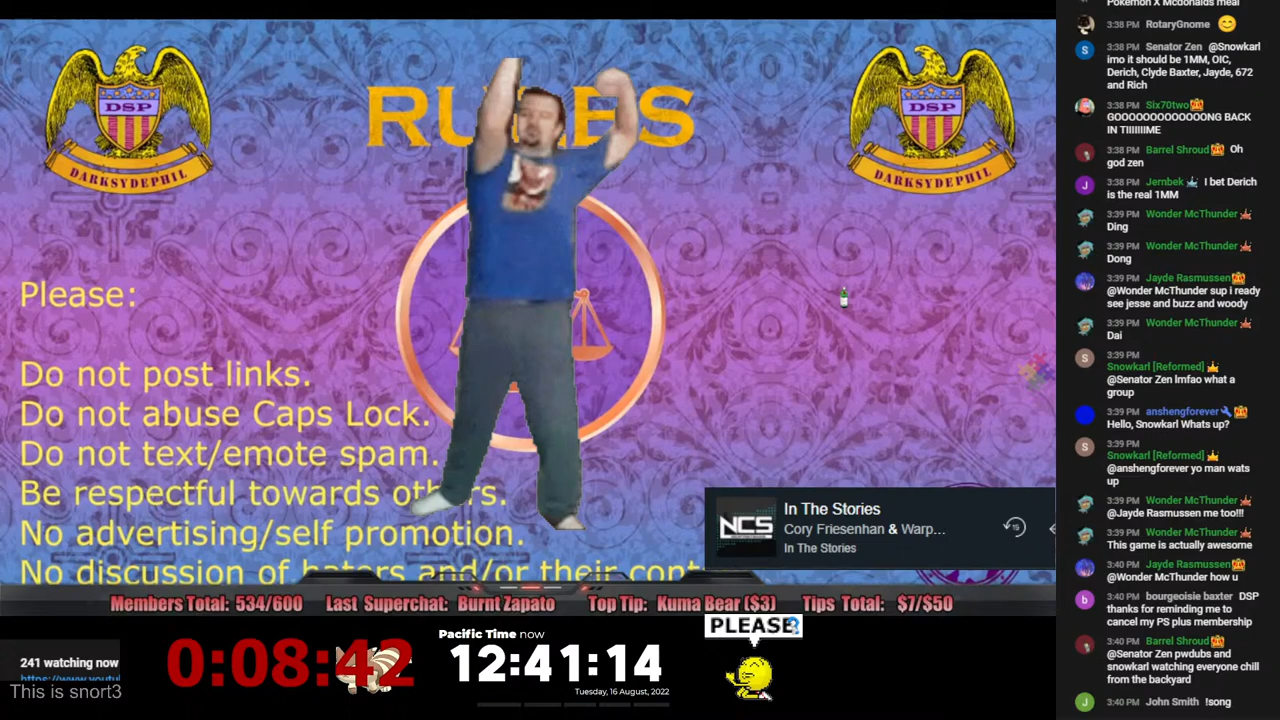 DSP
DARKSYDEPHIL
RULES
DSP
DARKSYDEPHIL
Please:
Do not post links.
Do not abuse Caps Lock.
Do not text/emote spam.
Be respectful towards others.
No advertising/self promotion.
No discussion of haters and/or their cont
NCS
In The Stories
Cory Friesenhan & Warp...
In The Stories
15
Members Total: 534/600 Last Superchat: Burnt Zapato Top Tip: Kuma Bear ($3) Tips Total: $7/$50
241 watching now
https://www.youtul
This is snort3
0:08:42
Pacific Time now
12:41:14
Tuesday, 16 August, 2022
PLEASE?
Pokemon X Mcdonalds meal
3:38 PM RotaryGnome
S 3:38 PM Senator Zen @Snowkarl
imo it should be 1MM, OIC,
Derich, Clyde Baxter, Jayde, 672
and Rich
3:38 PM Six70two
GOOOOOOOOOOOONG BACK
IN TIIIIIIME
3:38 PM Barrel Shroud Oh
god zen
J 3:38 PM Jernbek I bet Derich
is the real 1MM
3:39 PM Wonder McThunder
Ding
3:39 PM Wonder McThunder
Dong
3:39 PM Jayde Rasmussen
@Wonder McThunder sup i ready
see jesse and buzz and woody
3:39 PM Wonder McThunder
Dai
S 3:39 PM
Snowkarl [Reformed]
@Senator Zen lmfao what a
group
3:39 PM anshengforever
Hello, Snowkarl Whats up?
S 3:39 PM
Snowkarl [Reformed]
@anshengforever yo man wats
up
3:39 PM Wonder McThunder
@Jayde Rasmussen me too!!!
3:39 PM Wonder McThunder
This game is actually awesome
3:40 PM Jayde Rasmussen
@Wonder McThunder how u
b 3:40 PM bourgeoisie baxter DSP
thanks for reminding me to
cancel my PS plus membership
3:40 PM Barrel Shroud
@Senator Zen pwdubs and
snowkarl watching everyone chill
from the backyard
J 3:40 PM John Smith !song